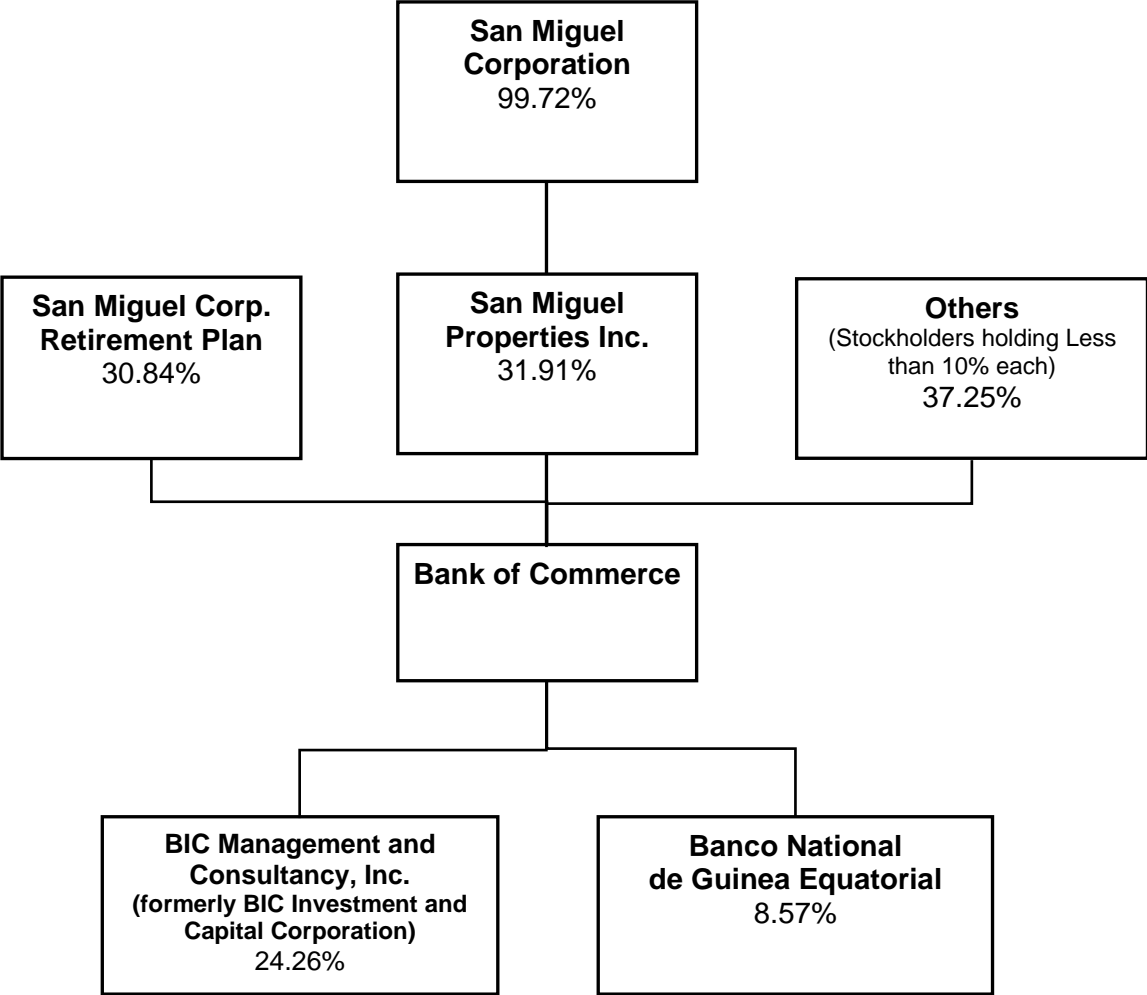 San Miguel
Corporation
99.72%
San Miguel Corp.
Retirement Plan
30.84%
San Miguel
Properties Inc.
31.91%
Others
(Stockholders holding Less
than 10% each)
37.25%
Bank of Commerce
BIC Management and
Consultancy, Inc.
(formerly BIC Investment and
Capital Corporation)
24.26%
Banco National
de Guinea Equatorial
8.57%